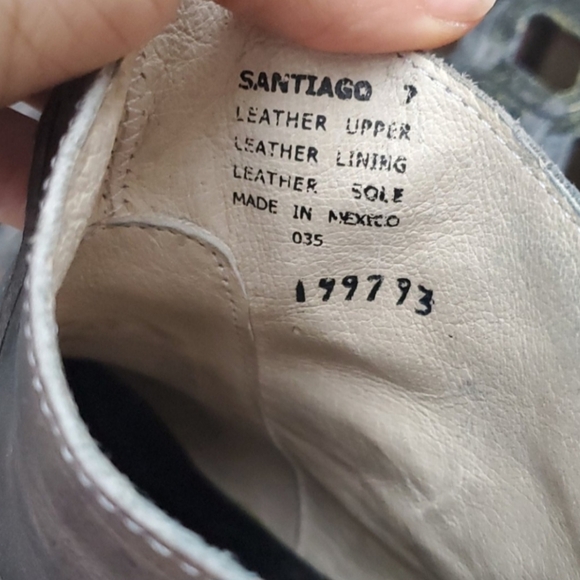 SANTIAGO 7
LEATHER UPPER
LEATHER LINING
LEATHER SOLE
MADE IN MEXICO
035
199793